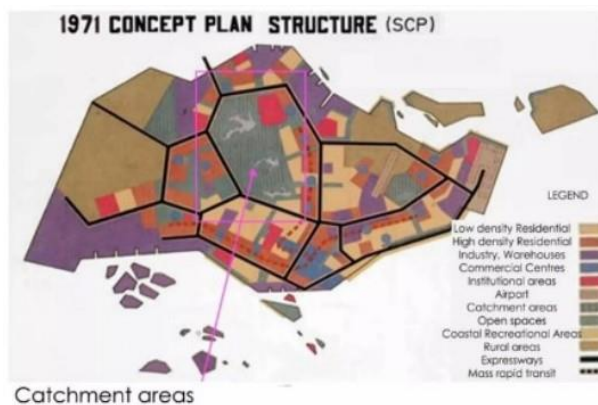 1971 CONCEPT PLAN STRUCTURE (SCP)
LEGEND
Low density Residential
High density Residential
Industry, Warehouses
Commercial Centres
Institutional areas
Airport
Catchment areas
Open spaces
Coastal Recreational Areas
Rural areas
Expressways
Mass rapid transit
Catchment areas